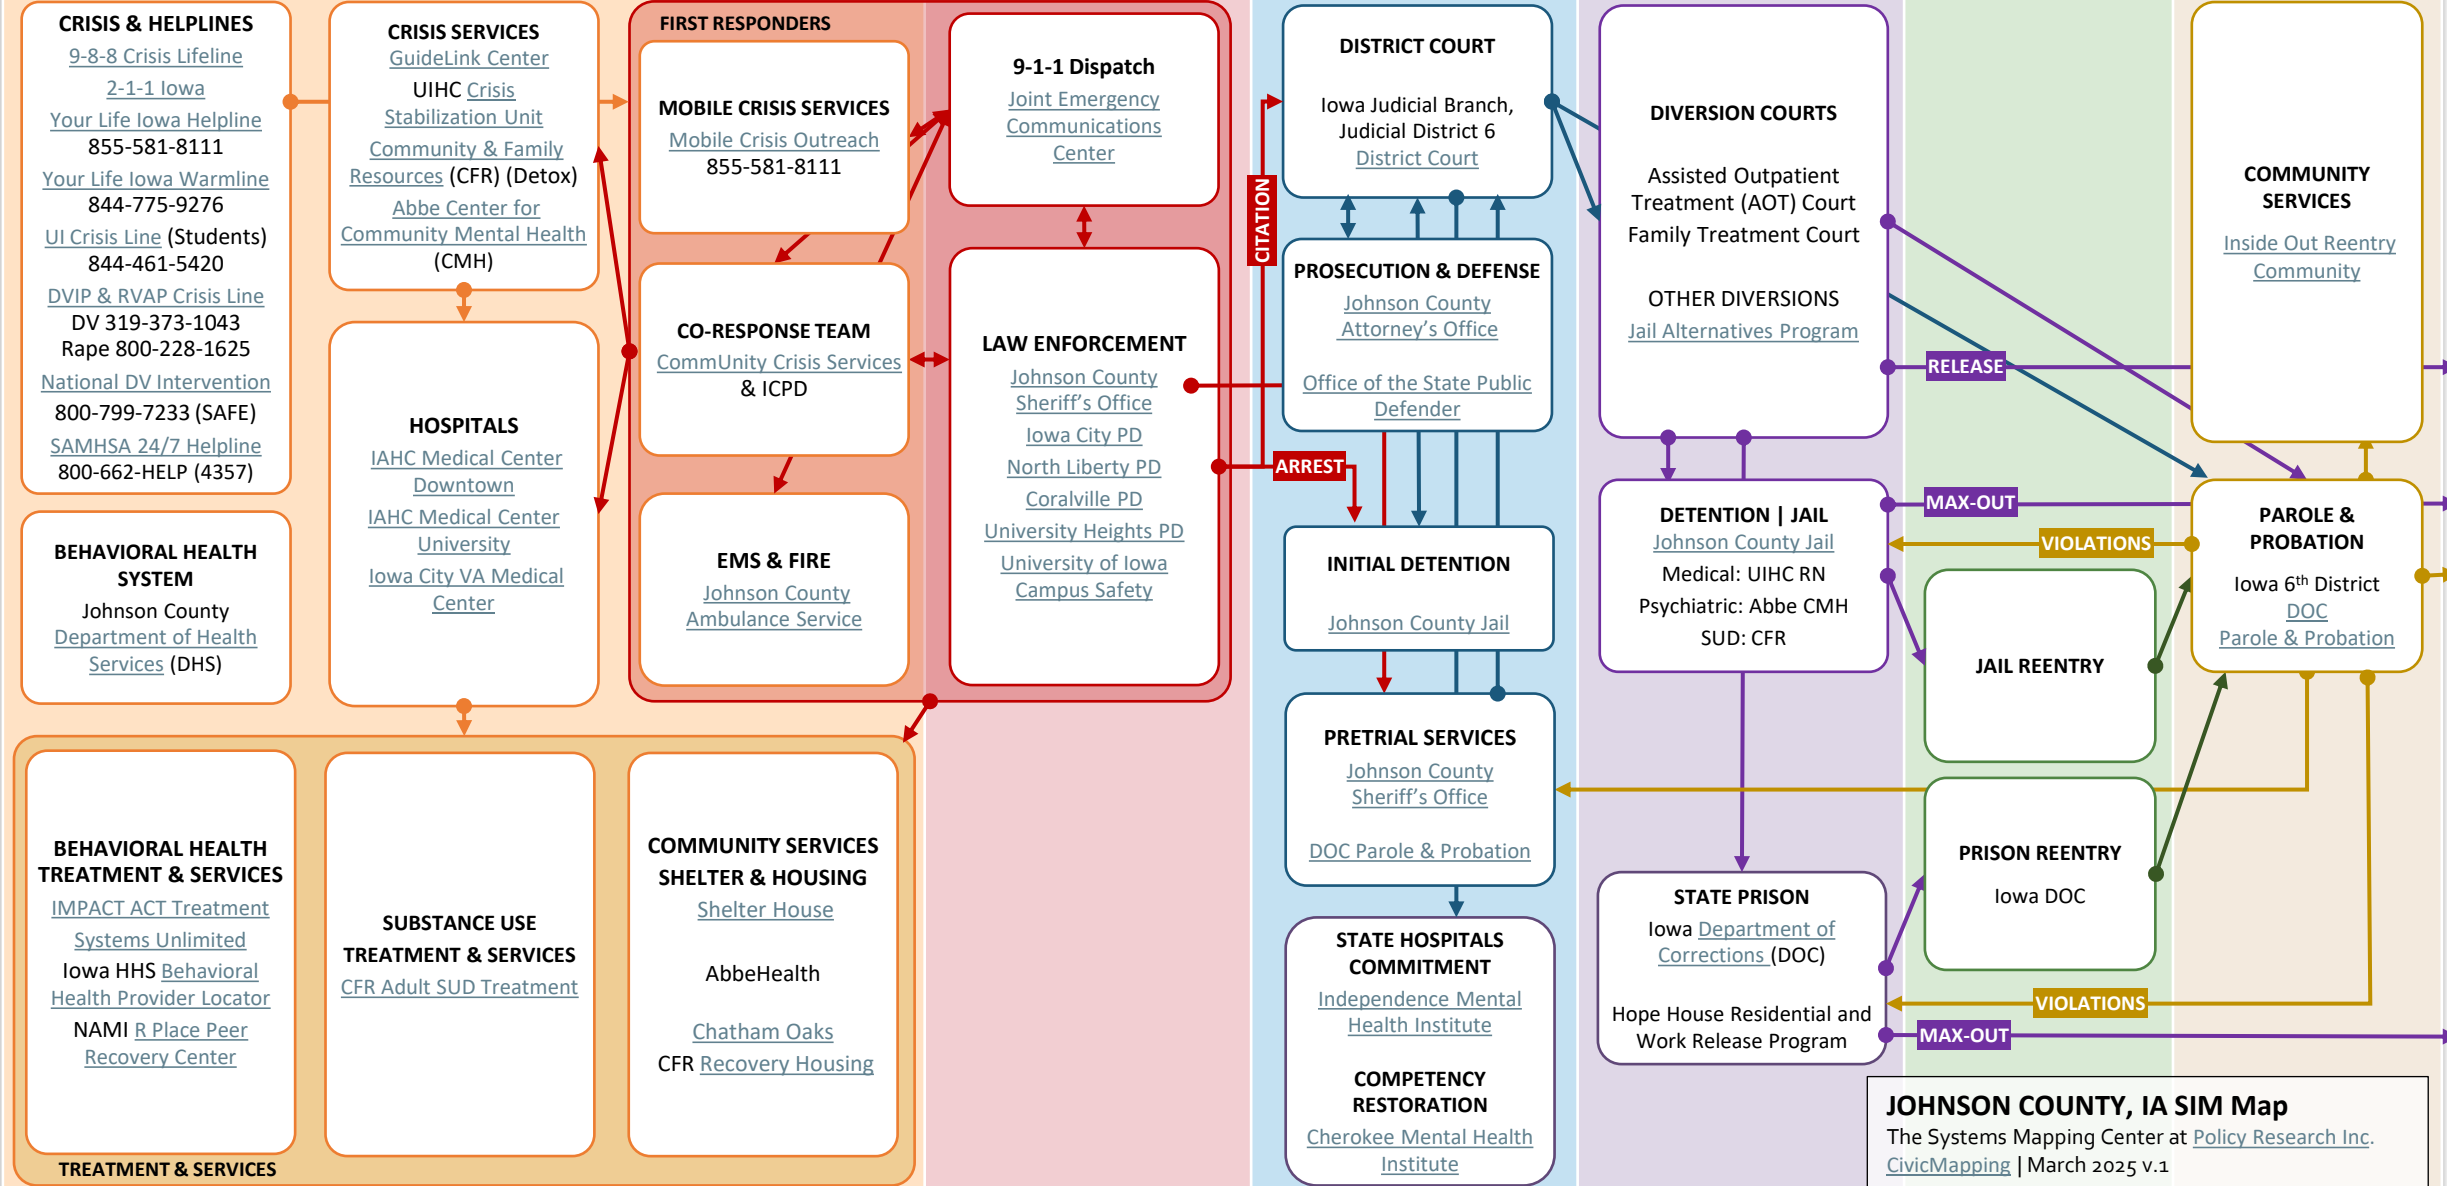 CRISIS & HELPLINES
9-8-8 Crisis Lifeline
2-1-1 Iowa
Your Life Iowa Helpline
855-581-8111
Your Life Iowa Warmline
844-775-9276
UI Crisis Line (Students)
844-461-5420
DVIP & RVAP Crisis Line
DV 319-373-1043
Rape 800-228-1625
National DV Intervention
800-799-7233 (SAFE)
SAMHSA 24/7 Helpline
800-662-HELP (4357)
BEHAVIORAL HEALTH
SYSTEM
Johnson County
Department of Health
Services (DHS)
CRISIS SERVICES
GuideLink Center
UIHC Crisis
Stabilization Unit
Community & Family
Resources (CFR) (Detox)
Abbe Center for
Community Mental Health
(CMH)
HOSPITALS
IAHC Medical Center
Downtown
IAHC Medical Center
University
Iowa City VA Medical
Center
FIRST RESPONDERS
MOBILE CRISIS SERVICES
Mobile Crisis Outreach
855-581-8111
CO-RESPONSE TEAM
CommUnity Crisis Services
& ICPD
EMS & FIRE
Johnson County
Ambulance Service
9-1-1 Dispatch
Joint Emergency
Communications
Center
LAW ENFORCEMENT
Johnson County
Sheriff's Office
Iowa City PD
North Liberty PD
Coralville PD
University Heights PD
University of Iowa
Campus Safety
BEHAVIORAL HEALTH
TREATMENT & SERVICES
IMPACT ACT Treatment
Systems Unlimited
Iowa HHS Behavioral
Health Provider Locator
NAMI R Place Peer
Recovery Center
SUBSTANCE USE
TREATMENT & SERVICES
CFR Adult SUD Treatment
COMMUNITY SERVICES
SHELTER & HOUSING
Shelter House
AbbeHealth
Chatham Oaks
CFR Recovery Housing
TREATMENT & SERVICES
CITATION
ARREST
DISTRICT COURT
Iowa Judicial Branch,
Judicial District 6
District Court
PROSECUTION & DEFENSE
Johnson County
Attorney's Office
Office of the State Public
Defender
INITIAL DETENTION
Johnson County Jail
PRETRIAL SERVICES
Johnson County
Sheriff's Office
DOC Parole & Probation
STATE HOSPITALS
COMMITMENT
Independence Mental
Health Institute
COMPETENCY
RESTORATION
Cherokee Mental Health
Institute
DIVERSION COURTS
Assisted Outpatient
Treatment (AOT) Court
Family Treatment Court
OTHER DIVERSIONS
Jail Alternatives Program
DETENTION | JAIL
Johnson County Jail
Medical: UIHC RN
Psychiatric: Abbe CMH
SUD: CFR
STATE PRISON
Iowa Department of
Corrections (DOC)
Hope House Residential and
Work Release Program
RELEASE
MAX-OUT
VIOLATIONS
JAIL REENTRY
PRISON REENTRY
Iowa DOC
VIOLATIONS
MAX-OUT
COMMUNITY
SERVICES
Inside Out Reentry
Community
PAROLE &
PROBATION
Iowa 6th District
DOC
Parole & Probation
JOHNSON COUNTY, IA SIM Map
The Systems Mapping Center at Policy Research Inc.
CivicMapping | March 2025 v.1